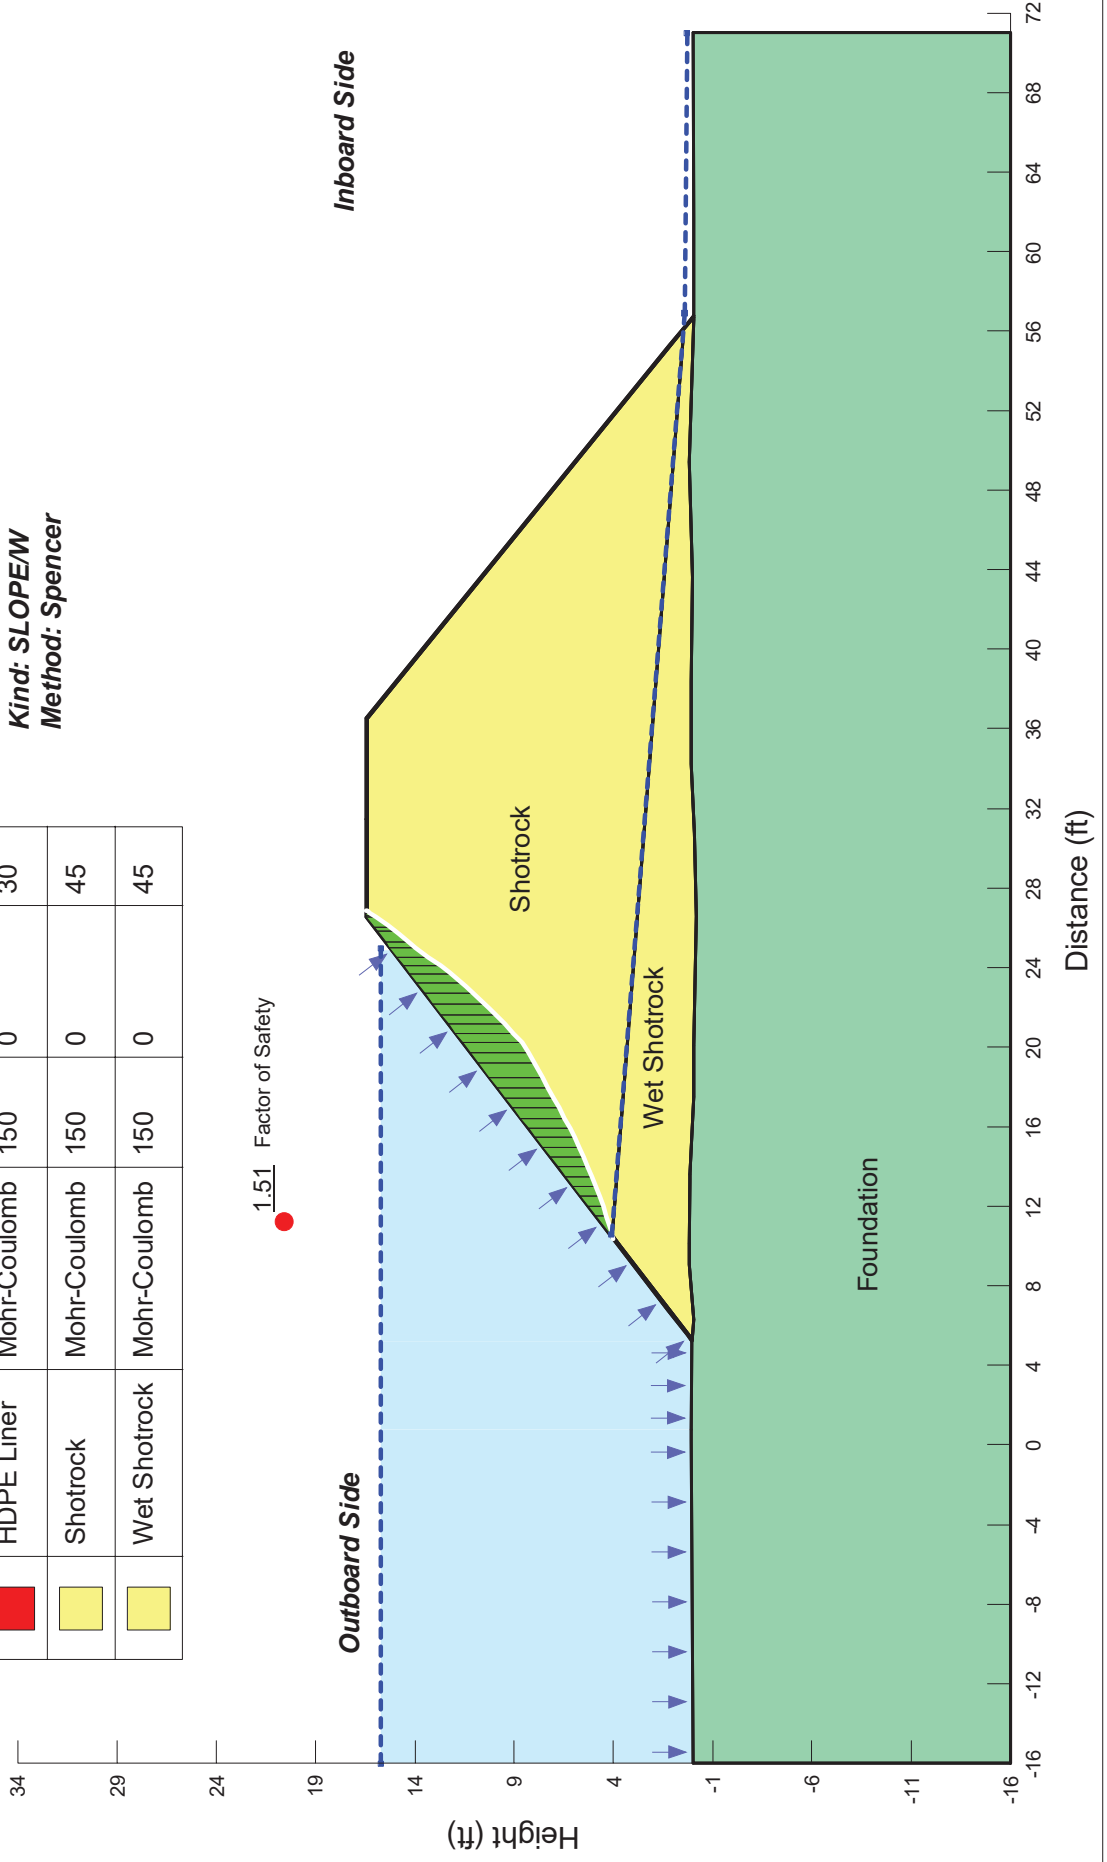 Kind: SLOPE/W
Method: Spencer
HDPE Liner Mohr-Coulomb 150 0 30
Shotrock Mohr-Coulomb 150 0 45
Wet Shotrock Mohr-Coulomb 150 0 45
1.51 Factor of Safety
Outboard Side
Inboard Side
Shotrock
Wet Shotrock
Foundation
Height (ft)
34
29
24
19
14
9
4
-1
-6
-11
-16
-16 -12 -8 -4 0 4 8 12 16 20 24 28 32 36 40 44 48 52 56 60 64 68 72
Distance (ft)